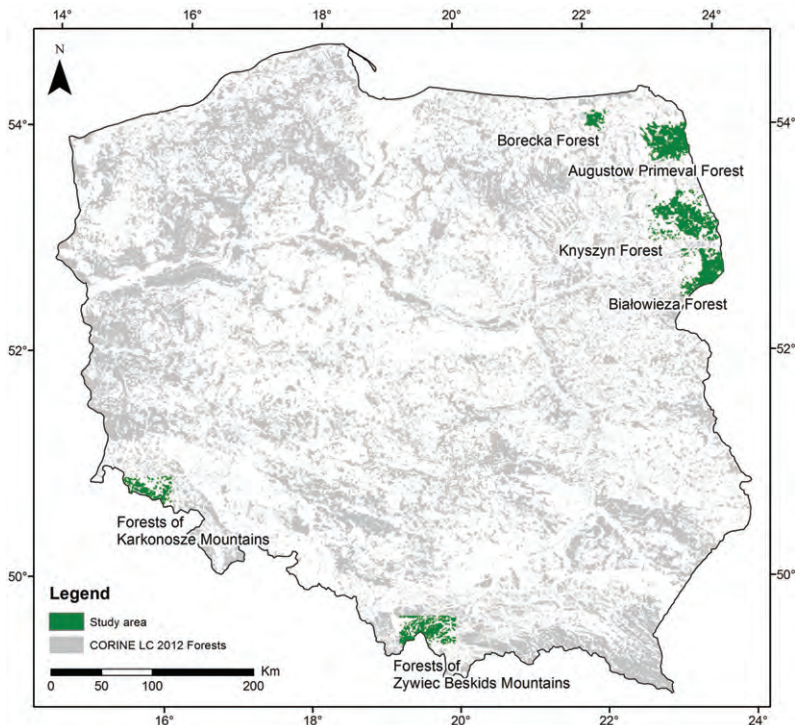 14°
16°
18°
20°
22°
24°
N
54°
54°
Borecka Forest
Augustow Primeval Forest
Knyszyn Forest
Białowieza Forest
52°
52°
Forests of
Karkonosze Mountains
50°
50°
Legend
Study area
CORINE LC 2012 Forests
Km
0 50 100 200
Forests of
Zywiec Beskids Mountains
16°
18°
20°
22°
24°